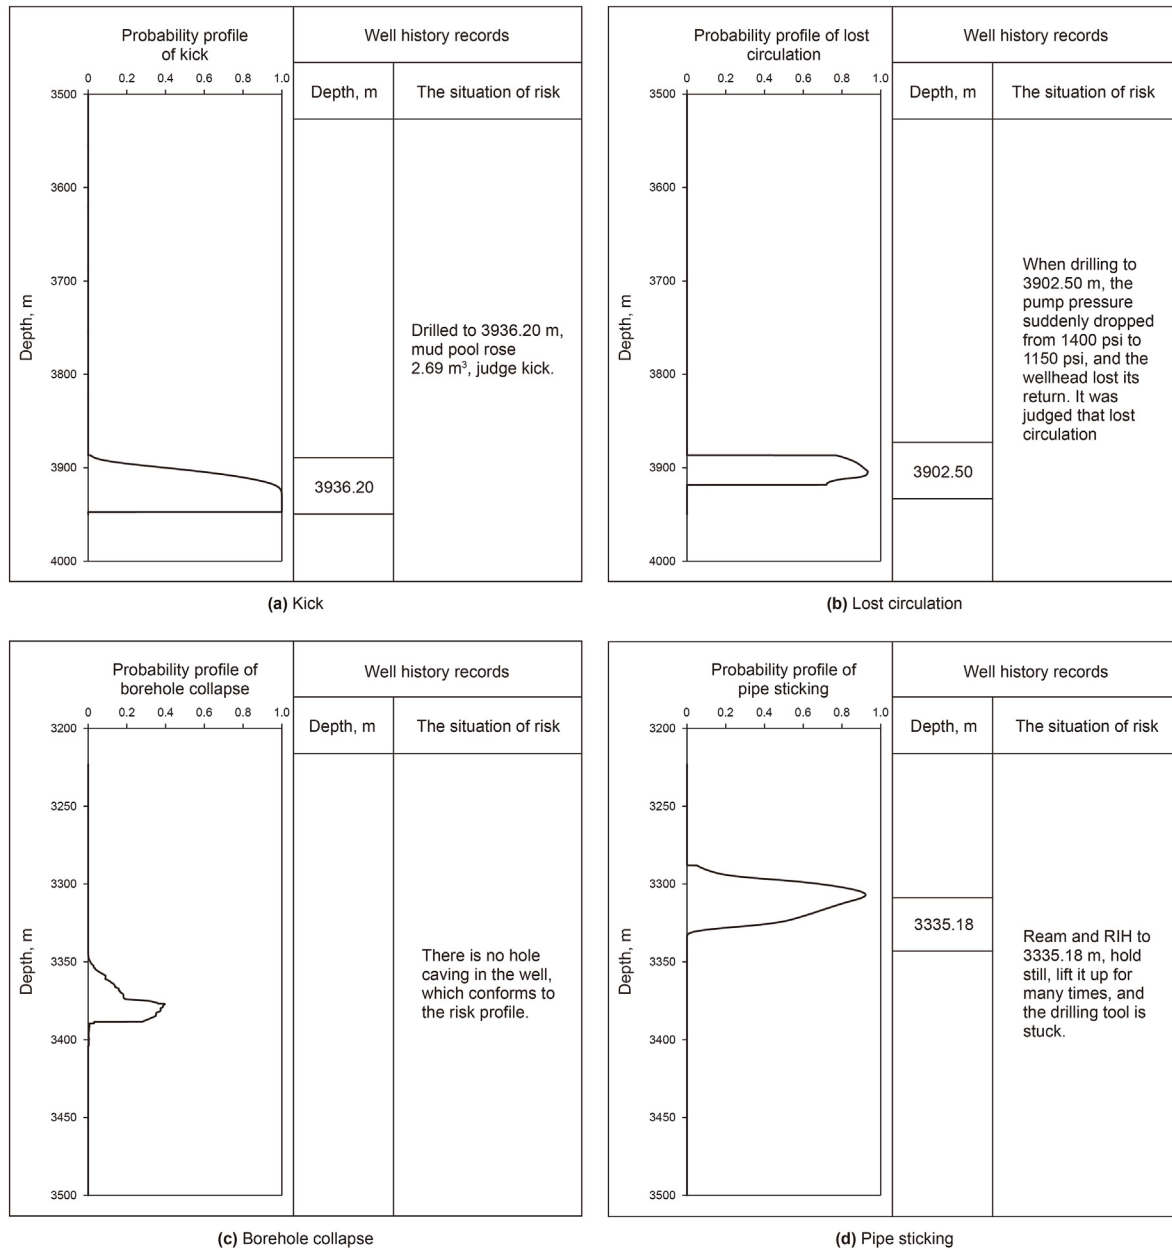 Probability profile
of kick
Well history records
0 0.2 0.4 0.6 0.8 1.0
Depth, m
The situation of risk
3500
3600
3700
3800
3900
4000
Depth, m
3936.20
Drilled to 3936.20 m,
mud pool rose
2.69 m³, judge kick.
(a) Kick
Probability profile of lost
circulation
Well history records
0 0.2 0.4 0.6 0.8 1.0
Depth, m
The situation of risk
3500
3600
3700
3800
3900
4000
Depth, m
3902.50
When drilling to
3902.50 m, the
pump pressure
suddenly dropped
from 1400 psi to
1150 psi, and the
wellhead lost its
return. It was
judged that lost
circulation
(b) Lost circulation
Probability profile of
borehole collapse
Well history records
0 0.2 0.4 0.6 0.8 1.0
Depth, m
The situation of risk
3200
3250
3300
3350
3400
3450
3500
Depth, m
There is no hole
caving in the well,
which conforms to
the risk profile.
(c) Borehole collapse
Probability profile of
pipe sticking
Well history records
0 0.2 0.4 0.6 0.8 1.0
Depth, m
The situation of risk
3200
3250
3300
3350
3400
3450
3500
Depth, m
3335.18
Ream and RIH to
3335.18 m, hold
still, lift it up for
many times, and
the drilling tool is
stuck.
(d) Pipe sticking